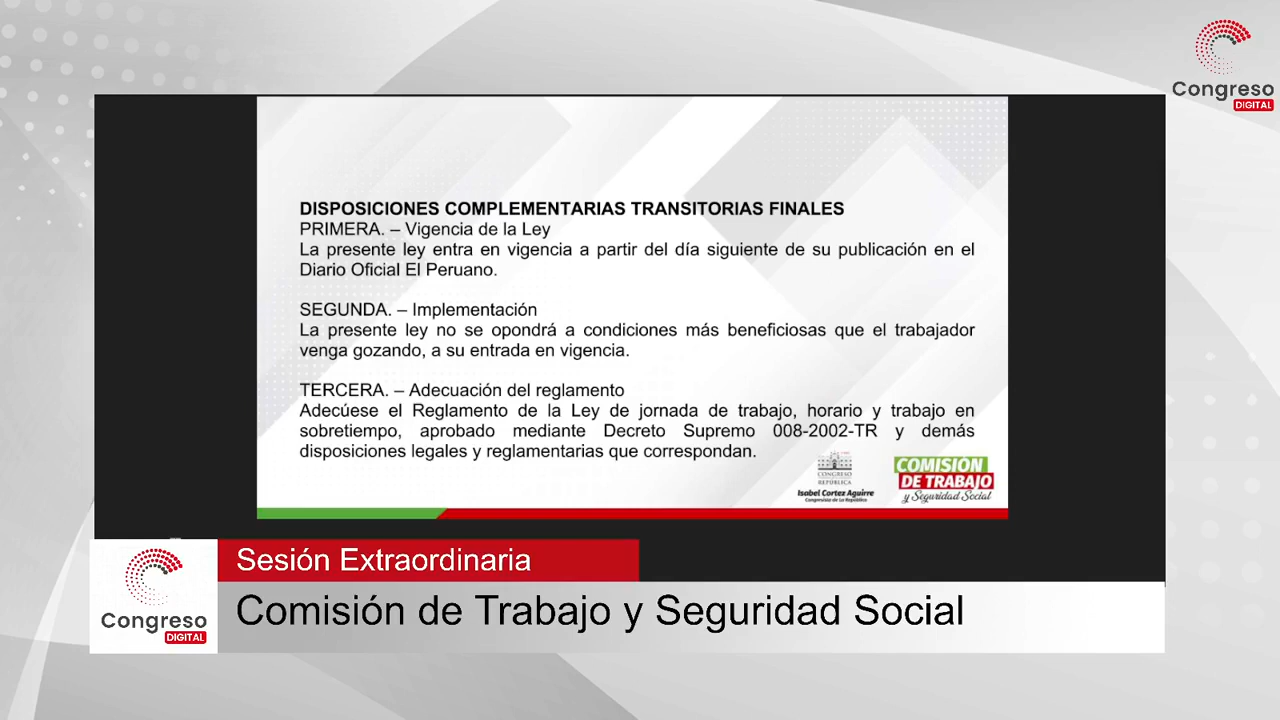 Congreso
DIGITAL
DISPOSICIONES COMPLEMENTARIAS TRANSITORIAS FINALES
PRIMERA. – Vigencia de la Ley
La presente ley entra en vigencia a partir del día siguiente de su publicación en el
Diario Oficial El Peruano.
SEGUNDA. – Implementación
La presente ley no se opondrá a condiciones más beneficiosas que el trabajador
venga gozando, a su entrada en vigencia.
TERCERA. – Adecuación del reglamento
Adecúese el Reglamento de la Ley de jornada de trabajo, horario y trabajo en
sobretiempo, aprobado mediante Decreto Supremo 008-2002-TR y demás
disposiciones legales y reglamentarias que correspondan.
CONGRESO
REPÚBLICA
Isabel Cortez Aguirre
Congresista de La República
COMISIÓN
DE TRABAJO
y Seguridad Social
Sesión Extraordinaria
Comisión de Trabajo y Seguridad Social
Congreso
DIGITAL